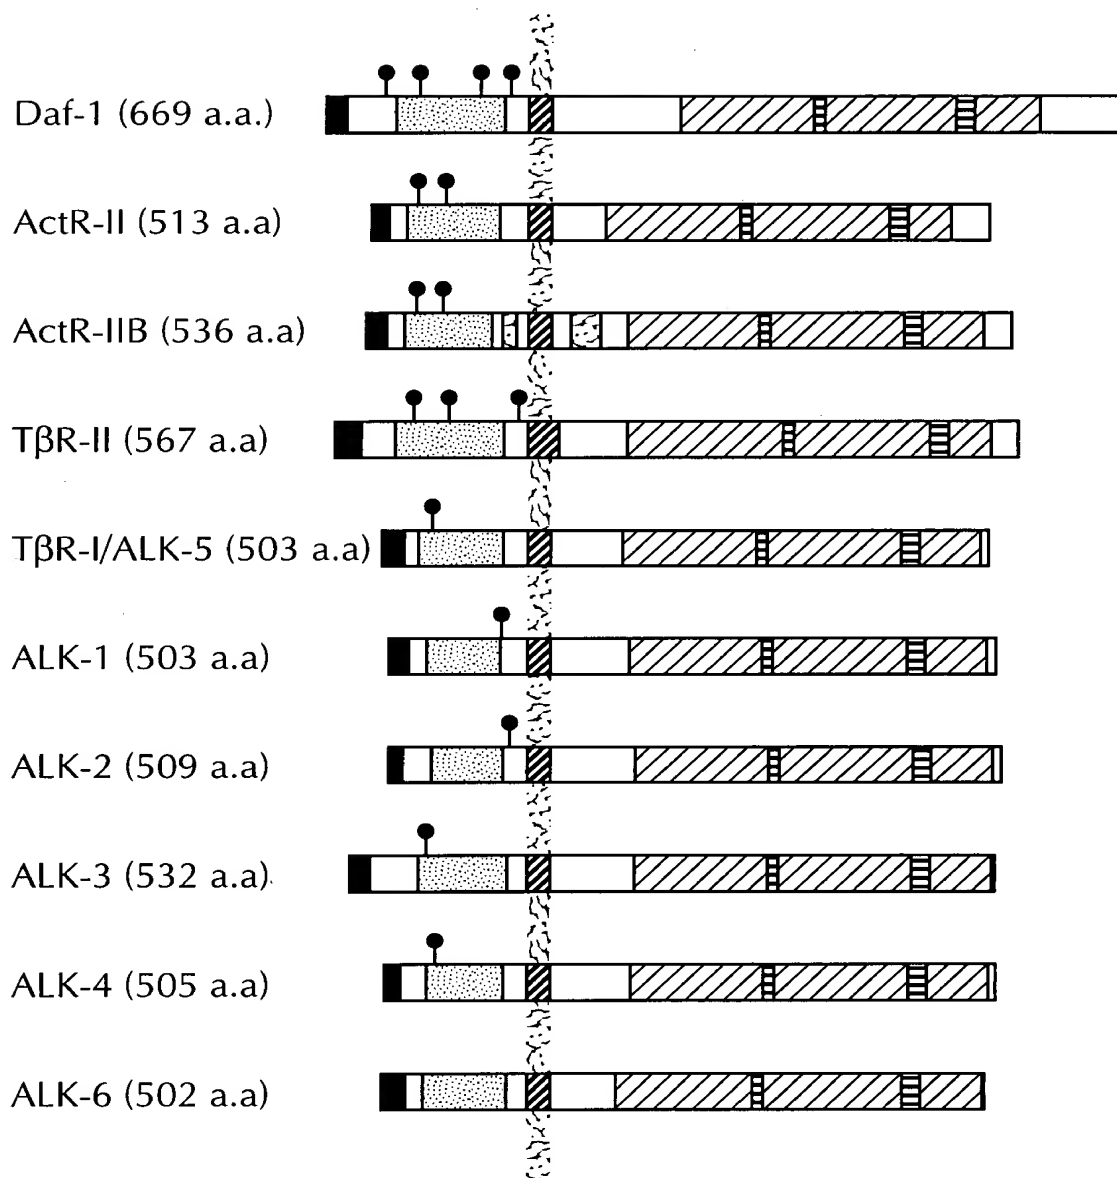 Daf-1 (669 a.a.)
ActR-II (513 a.a)
ActR-IIB (536 a.a)
TβR-II (567 a.a)
TβR-I/ALK-5 (503 a.a)
ALK-1 (503 a.a)
ALK-2 (509 a.a)
ALK-3 (532 a.a)
ALK-4 (505 a.a)
ALK-6 (502 a.a)